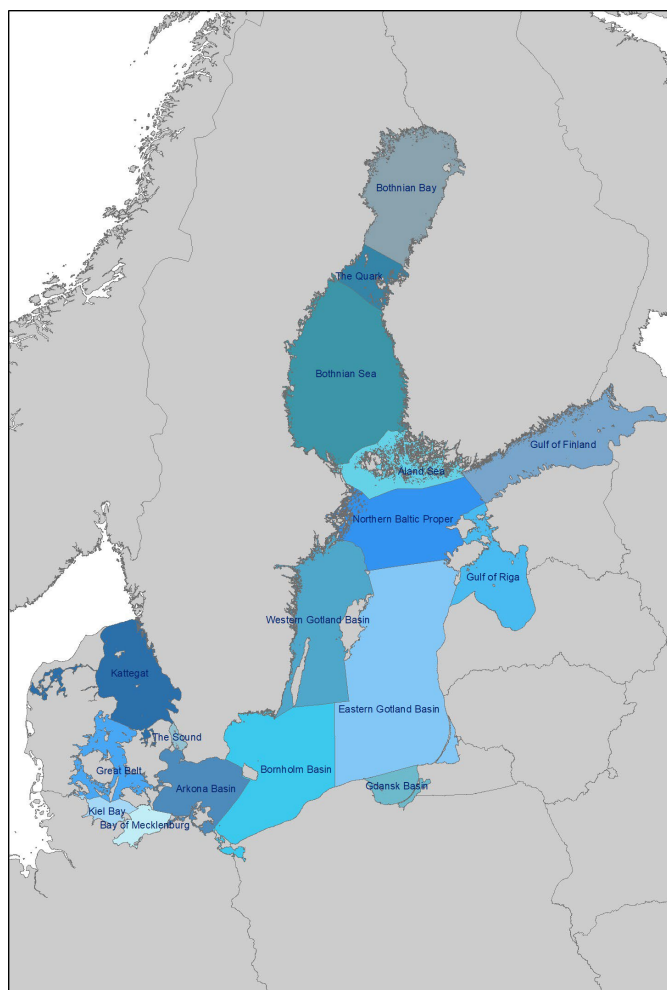 Bothnian Bay
The Quark
Bothnian Sea
Gulf of Finland
Aland Sea
Northern Baltic Proper
Gulf of Riga
Western Gotland Basin
Kattegat
Eastern Gotland Basin
The Sound
Great Belt
Bornholm Basin
Arkona Basin
Gdansk Basin
Kiel Bay
Bay of Mecklenburg